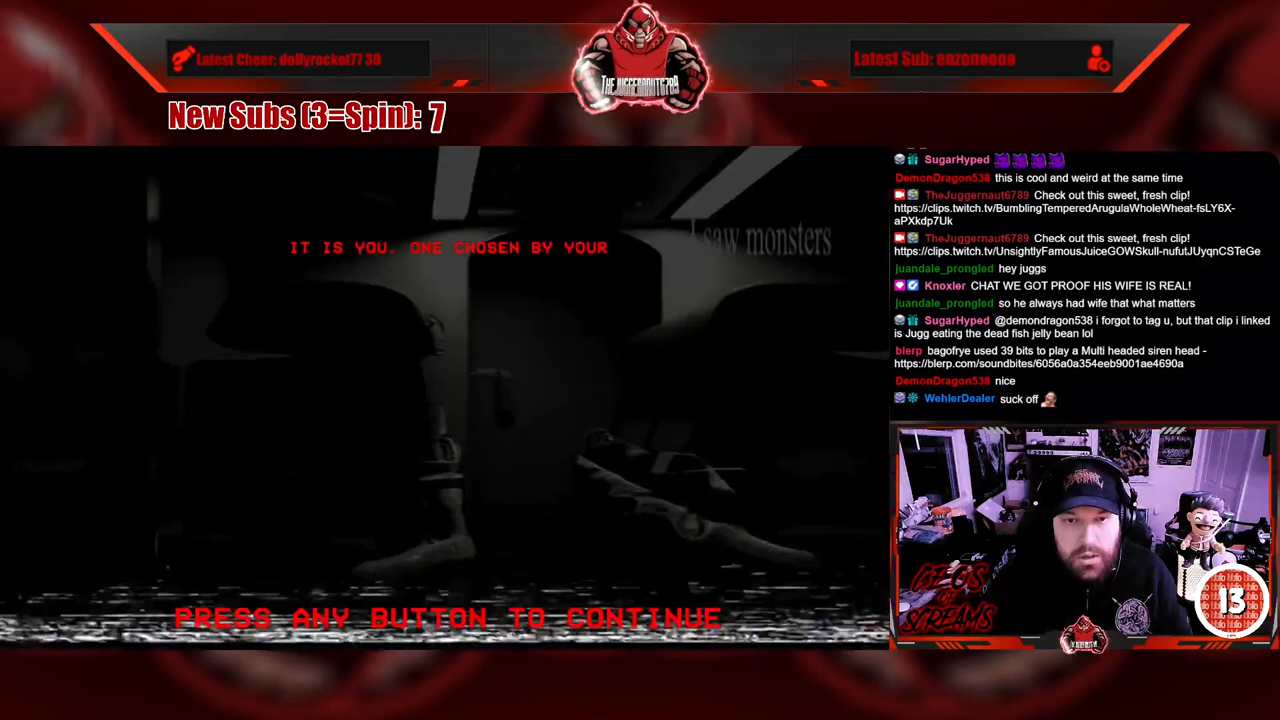 Latest Cheer: dollyrocket77 30
THEJUGGERNAUT6789
Latest Sub: enzoneooo
New Subs (3=Spin): 7
IT IS YOU, ONE CHOSEN BY YOUR
I saw monsters
PRESS ANY BUTTON TO CONTINUE
SugarHyped
DemonDragon538 this is cool and weird at the same time
TheJuggernaut6789 Check out this sweet, fresh clip!
https://clips.twitch.tv/BumblingTemperedArugulaWholeWheat-fsLY6X-
aPXkdp7Uk
TheJuggernaut6789 Check out this sweet, fresh clip!
https://clips.twitch.tv/UnsightlyFamousJuiceGOWSkull-nufutJUyqnCSTeGe
juandale_prongled hey juggs
Knoxler CHAT WE GOT PROOF HIS WIFE IS REAL!
juandale_prongled so he always had wife that what matters
SugarHyped @demondragon538 i forgot to tag u, but that clip i linked
is Jugg eating the dead fish jelly bean lol
blerp bagofrye used 39 bits to play a Multi headed siren head -
https://blerp.com/soundbites/6056a0a354eeb9001ae4690a
DemonDragon538 nice
WehlerDealer suck off
SCREAMS
13